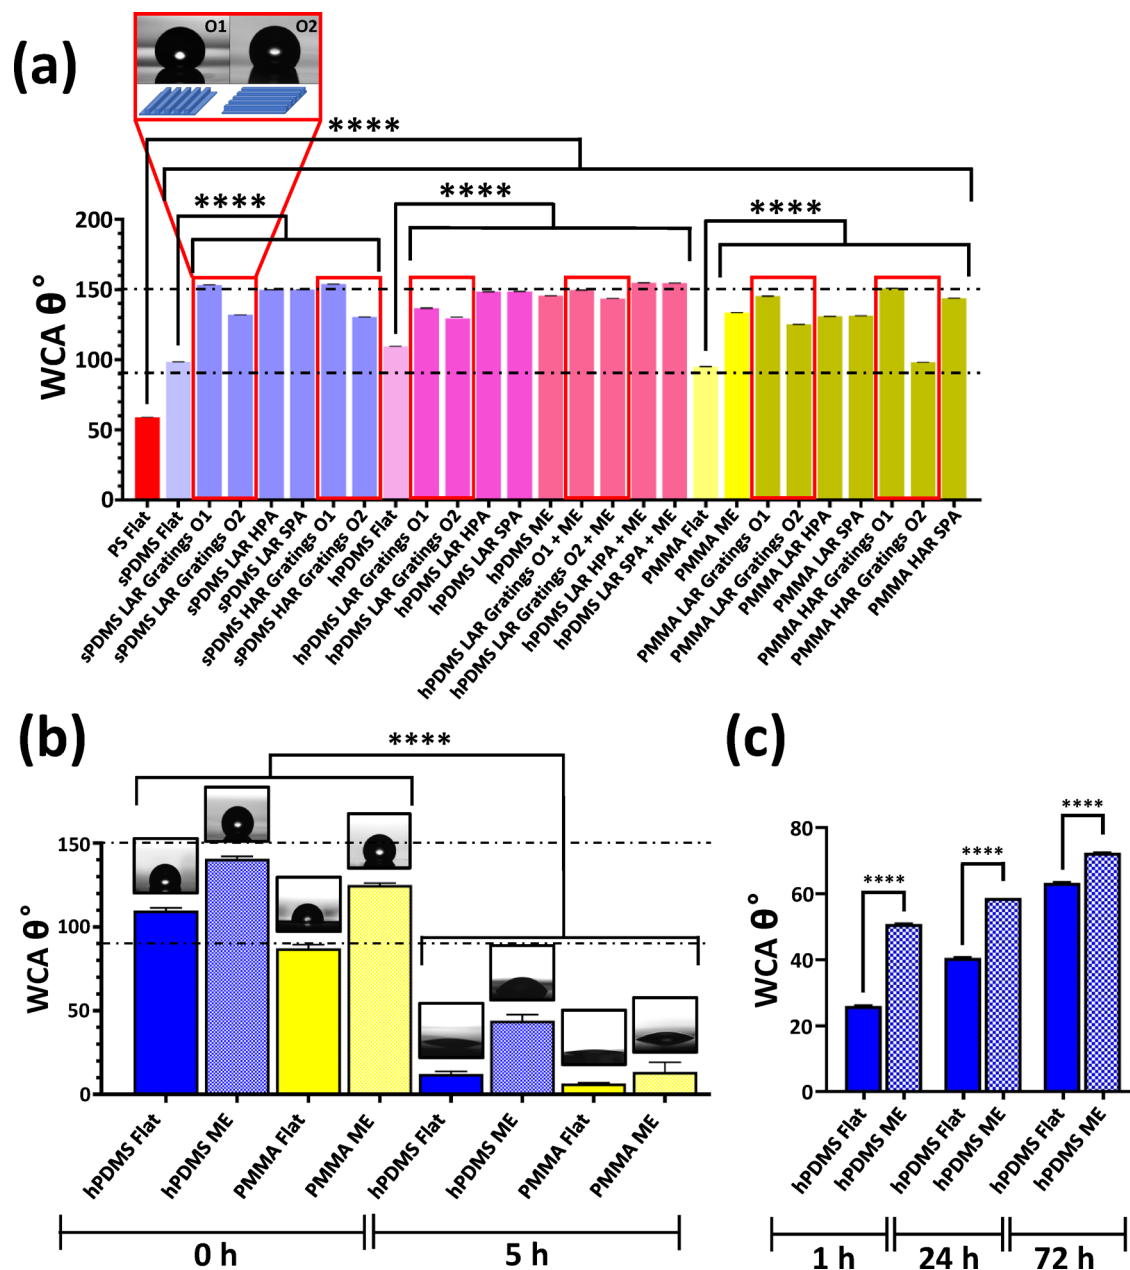 (a)
O1 O2
****
**** **** ****
WCA θ°
200
150
100
50
0
PS Flat
sPDMS Flat
sPDMS LAR Gratings O1
sPDMS LAR Gratings O2
sPDMS LAR HPA
sPDMS LAR SPA
sPDMS HAR Gratings O1
sPDMS HAR Gratings O2
hPDMS Flat
hPDMS LAR Gratings O1
hPDMS LAR Gratings O2
hPDMS LAR HPA
hPDMS LAR SPA
hPDMS ME
hPDMS LAR Gratings O1 + ME
hPDMS LAR Gratings O2 + ME
hPDMS LAR HPA + ME
hPDMS LAR SPA + ME
PMMA Flat
PMMA ME
PMMA LAR Gratings O1
PMMA LAR Gratings O2
PMMA LAR HPA
PMMA LAR SPA
PMMA HAR Gratings O1
PMMA HAR Gratings O2
PMMA HAR SPA
(b)
****
WCA θ°
150
100
50
0
hPDMS Flat
hPDMS ME
PMMA Flat
PMMA ME
hPDMS Flat
hPDMS ME
PMMA Flat
PMMA ME
0 h 5 h
(c)
**** **** ****
WCA θ°
80
60
40
20
0
hPDMS Flat
hPDMS ME
hPDMS Flat
hPDMS ME
hPDMS Flat
hPDMS ME
1 h 24 h 72 h